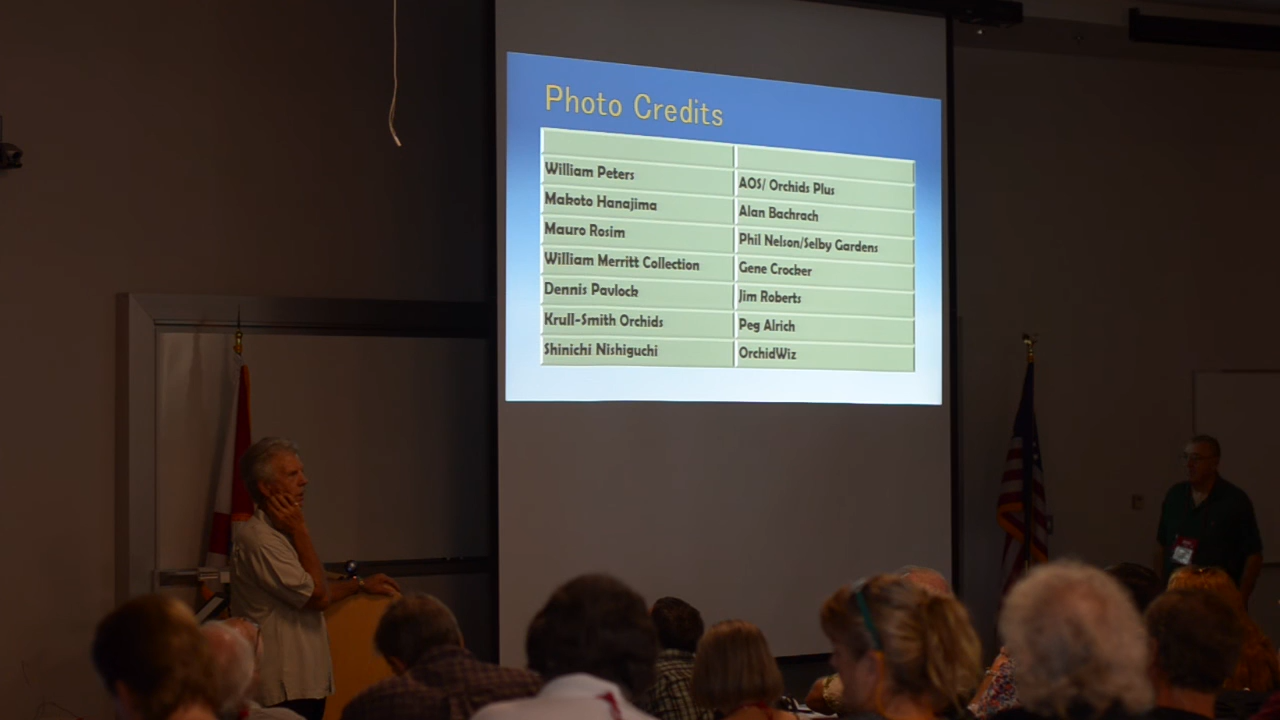 Photo Credits
William Peters
AOS/ Orchids Plus
Makoto Hanajima
Alan Bachrach
Mauro Rosim
Phil Nelson/Selby Gardens
William Merritt Collection
Gene Crocker
Dennis Pavlock
Jim Roberts
Krull-Smith Orchids
Peg Alrich
Shinichi Nishiguchi
OrchidWiz